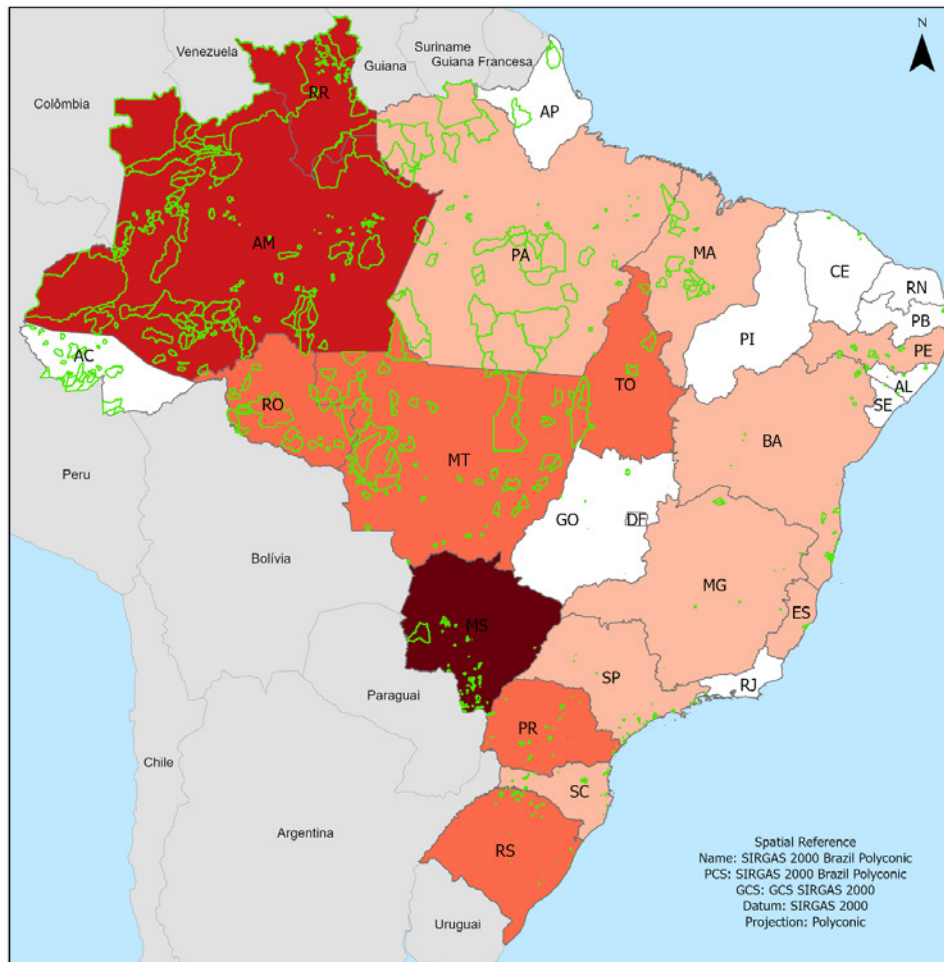 N
Venezuela
Suriname
Guiana
Guiana Francesa
Colômbia
RR
AP
AM
PA
MA
CE
RN
PB
PI
PE
AC
AL
TO
SE
RO
BA
MT
Peru
GO
DF
Bolívia
MG
MS
ES
SP
RJ
Paraguai
PR
Chile
SC
Argentina
RS
Uruguai
Spatial Reference
Name: SIRGAS 2000 Brazil Polyconic
PCS: SIRGAS 2000 Brazil Polyconic
GCS: GCS SIRGAS 2000
Datum: SIRGAS 2000
Projection: Polyconic